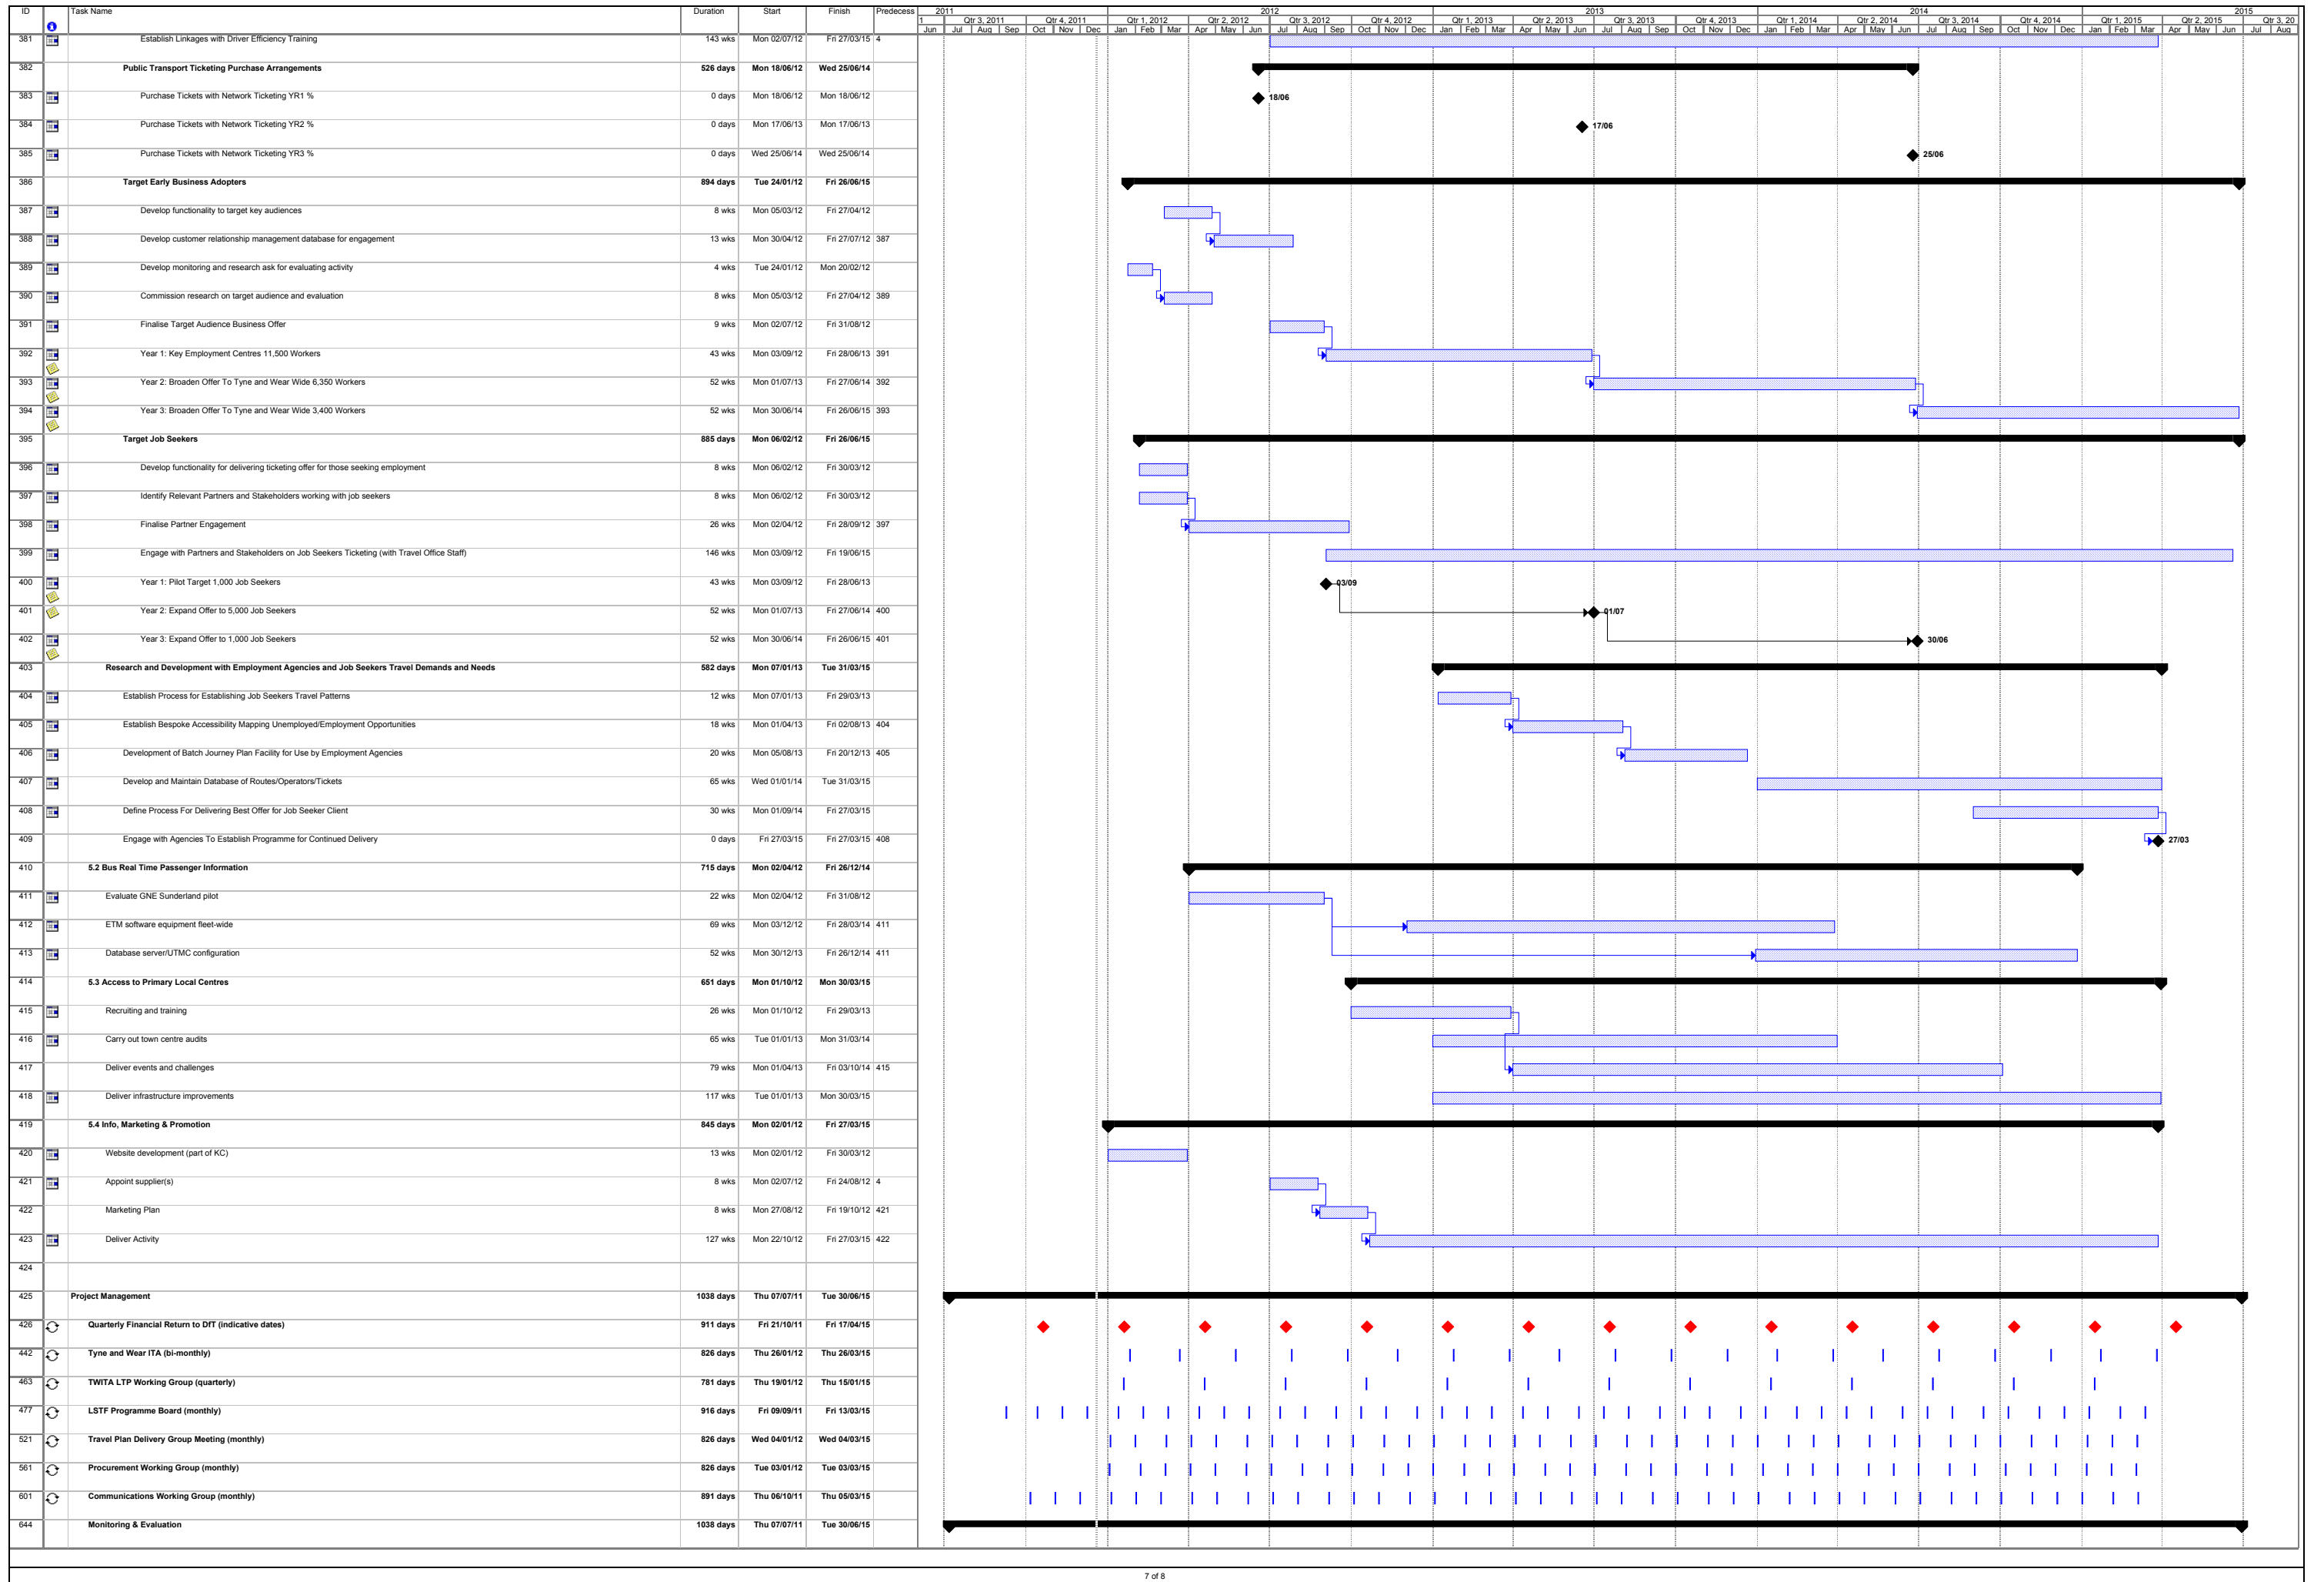 ID Task Name Duration Start Finish Predecess 2011 2012 2013 2014 2015
1 Qtr 3, 2011 Qtr 4, 2011 Qtr 1, 2012 Qtr 2, 2012 Qtr 3, 2012 Qtr 4, 2012 Qtr 1, 2013 Qtr 2, 2013 Qtr 3, 2013 Qtr 4, 2013 Qtr 1, 2014 Qtr 2, 2014 Qtr 3, 2014 Qtr 4, 2014 Qtr 1, 2015 Qtr 2, 2015 Qtr 3, 20
Jun Jul Aug Sep Oct Nov Dec Jan Feb Mar Apr May Jun Jul Aug Sep Oct Nov Dec Jan Feb Mar Apr May Jun Jul Aug Sep Oct Nov Dec Jan Feb Mar Apr May Jun Jul Aug Sep Oct Nov Dec Jan Feb Mar Apr May Jun Jul Aug
381 Establish Linkages with Driver Efficiency Training 143 wks Mon 02/07/12 Fri 27/03/15 4
382 Public Transport Ticketing Purchase Arrangements 526 days Mon 18/06/12 Wed 25/06/14
383 Purchase Tickets with Network Ticketing YR1 % 0 days Mon 18/06/12 Mon 18/06/12 18/06
384 Purchase Tickets with Network Ticketing YR2 % 0 days Mon 17/06/13 Mon 17/06/13 17/06
385 Purchase Tickets with Network Ticketing YR3 % 0 days Wed 25/06/14 Wed 25/06/14 25/06
386 Target Early Business Adopters 894 days Tue 24/01/12 Fri 26/06/15
387 Develop functionality to target key audiences 8 wks Mon 05/03/12 Fri 27/04/12
388 Develop customer relationship management database for engagement 13 wks Mon 30/04/12 Fri 27/07/12 387
389 Develop monitoring and research ask for evaluating activity 4 wks Tue 24/01/12 Mon 20/02/12
390 Commission research on target audience and evaluation 8 wks Mon 05/03/12 Fri 27/04/12 389
391 Finalise Target Audience Business Offer 9 wks Mon 02/07/12 Fri 31/08/12
392 Year 1: Key Employment Centres 11,500 Workers 43 wks Mon 03/09/12 Fri 28/06/13 391
393 Year 2: Broaden Offer To Tyne and Wear Wide 6,350 Workers 52 wks Mon 01/07/13 Fri 27/06/14 392
394 Year 3: Broaden Offer To Tyne and Wear Wide 3,400 Workers 52 wks Mon 30/06/14 Fri 26/06/15 393
395 Target Job Seekers 885 days Mon 06/02/12 Fri 26/06/15
396 Develop functionality for delivering ticketing offer for those seeking employment 8 wks Mon 06/02/12 Fri 30/03/12
397 Identify Relevant Partners and Stakeholders working with job seekers 8 wks Mon 06/02/12 Fri 30/03/12
398 Finalise Partner Engagement 26 wks Mon 02/04/12 Fri 28/09/12 397
399 Engage with Partners and Stakeholders on Job Seekers Ticketing (with Travel Office Staff) 146 wks Mon 03/09/12 Fri 19/06/15
400 Year 1: Pilot Target 1,000 Job Seekers 43 wks Mon 03/09/12 Fri 28/06/13 03/09
401 Year 2: Expand Offer to 5,000 Job Seekers 52 wks Mon 01/07/13 Fri 27/06/14 400 01/07
402 Year 3: Expand Offer to 1,000 Job Seekers 52 wks Mon 30/06/14 Fri 26/06/15 401 30/06
403 Research and Development with Employment Agencies and Job Seekers Travel Demands and Needs 582 days Mon 07/01/13 Tue 31/03/15
404 Establish Process for Establishing Job Seekers Travel Patterns 12 wks Mon 07/01/13 Fri 29/03/13
405 Establish Bespoke Accessibility Mapping Unemployed/Employment Opportunities 18 wks Mon 01/04/13 Fri 02/08/13 404
406 Development of Batch Journey Plan Facility for Use by Employment Agencies 20 wks Mon 05/08/13 Fri 20/12/13 405
407 Develop and Maintain Database of Routes/Operators/Tickets 65 wks Wed 01/01/14 Tue 31/03/15
408 Define Process For Delivering Best Offer for Job Seeker Client 30 wks Mon 01/09/14 Fri 27/03/15
409 Engage with Agencies To Establish Programme for Continued Delivery 0 days Fri 27/03/15 Fri 27/03/15 408 27/03
410 5.2 Bus Real Time Passenger Information 715 days Mon 02/04/12 Fri 26/12/14
411 Evaluate GNE Sunderland pilot 22 wks Mon 02/04/12 Fri 31/08/12
412 ETM software equipment fleet-wide 69 wks Mon 03/12/12 Fri 28/03/14 411
413 Database server/UTMC configuration 52 wks Mon 30/12/13 Fri 26/12/14 411
414 5.3 Access to Primary Local Centres 651 days Mon 01/10/12 Mon 30/03/15
415 Recruiting and training 26 wks Mon 01/10/12 Fri 29/03/13
416 Carry out town centre audits 65 wks Tue 01/01/13 Mon 31/03/14
417 Deliver events and challenges 79 wks Mon 01/04/13 Fri 03/10/14 415
418 Deliver infrastructure improvements 117 wks Tue 01/01/13 Mon 30/03/15
419 5.4 Info, Marketing & Promotion 845 days Mon 02/01/12 Fri 27/03/15
420 Website development (part of KC) 13 wks Mon 02/01/12 Fri 30/03/12
421 Appoint supplier(s) 8 wks Mon 02/07/12 Fri 24/08/12 4
422 Marketing Plan 8 wks Mon 27/08/12 Fri 19/10/12 421
423 Deliver Activity 127 wks Mon 22/10/12 Fri 27/03/15 422
424
425 Project Management 1038 days Thu 07/07/11 Tue 30/06/15
426 Quarterly Financial Return to DfT (indicative dates) 911 days Fri 21/10/11 Fri 17/04/15
442 Tyne and Wear ITA (bi-monthly) 826 days Thu 26/01/12 Thu 26/03/15
463 TWITA LTP Working Group (quarterly) 781 days Thu 19/01/12 Thu 15/01/15
477 LSTF Programme Board (monthly) 916 days Fri 09/09/11 Fri 13/03/15
521 Travel Plan Delivery Group Meeting (monthly) 826 days Wed 04/01/12 Wed 04/03/15
561 Procurement Working Group (monthly) 826 days Tue 03/01/12 Tue 03/03/15
601 Communications Working Group (monthly) 891 days Thu 06/10/11 Thu 05/03/15
644 Monitoring & Evaluation 1038 days Thu 07/07/11 Tue 30/06/15
7 of 8